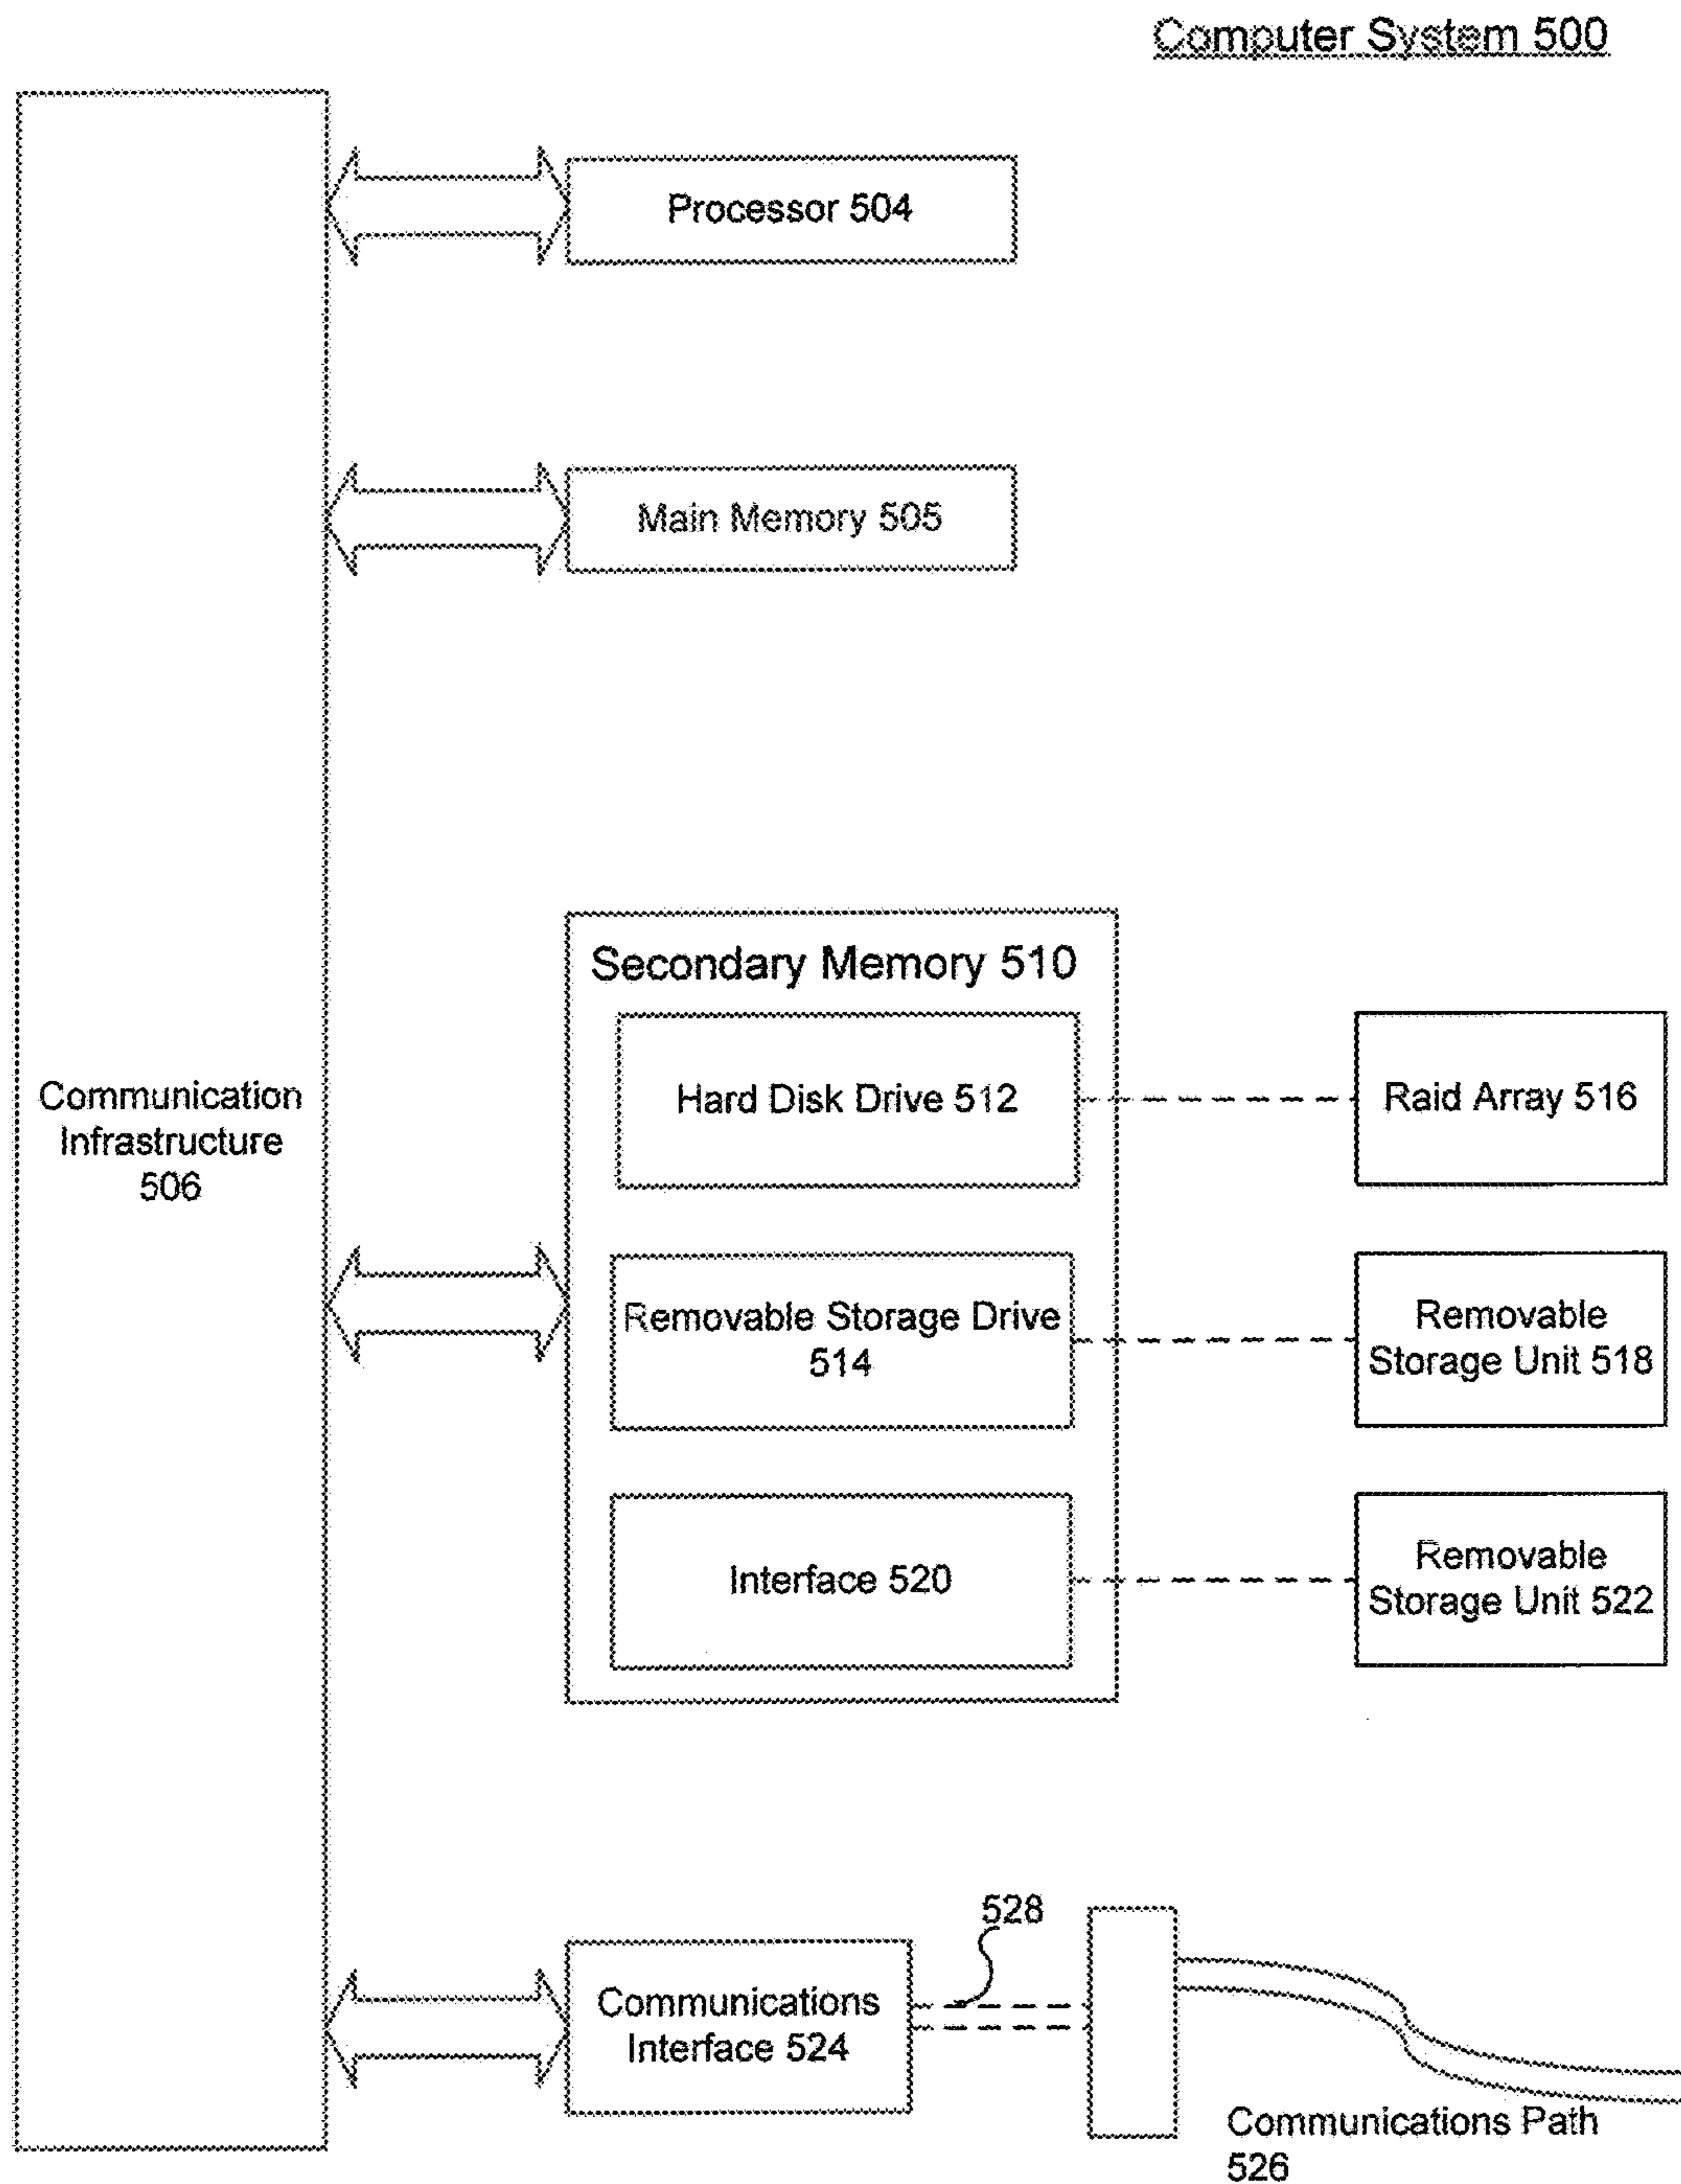 Computer System 500
Processor 504
Main Memory 505
Secondary Memory 510
Hard Disk Drive 512
Raid Array 516
Communication
Infrastructure
506
Removable Storage Drive
514
Removable
Storage Unit 518
Interface 520
Removable
Storage Unit 522
528
Communications
Interface 524
Communications Path
526